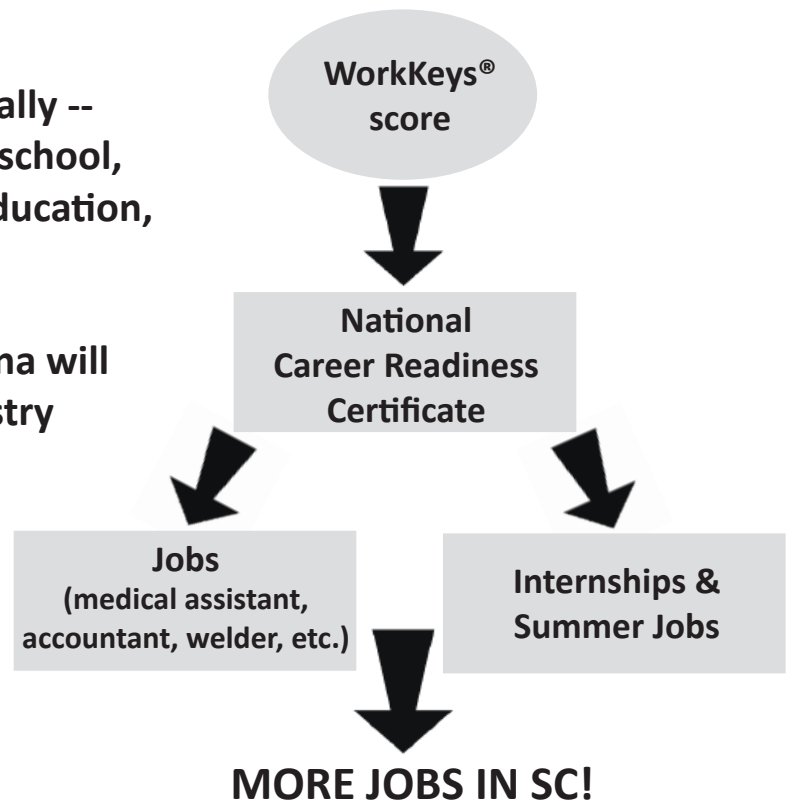 ally --
school,
ducation,
na will
stry
WorkKeys®
score
National
Career Readiness
Certificate
Jobs
(medical assistant,
accountant, welder, etc.)
Internships &
Summer Jobs
MORE JOBS IN SC!